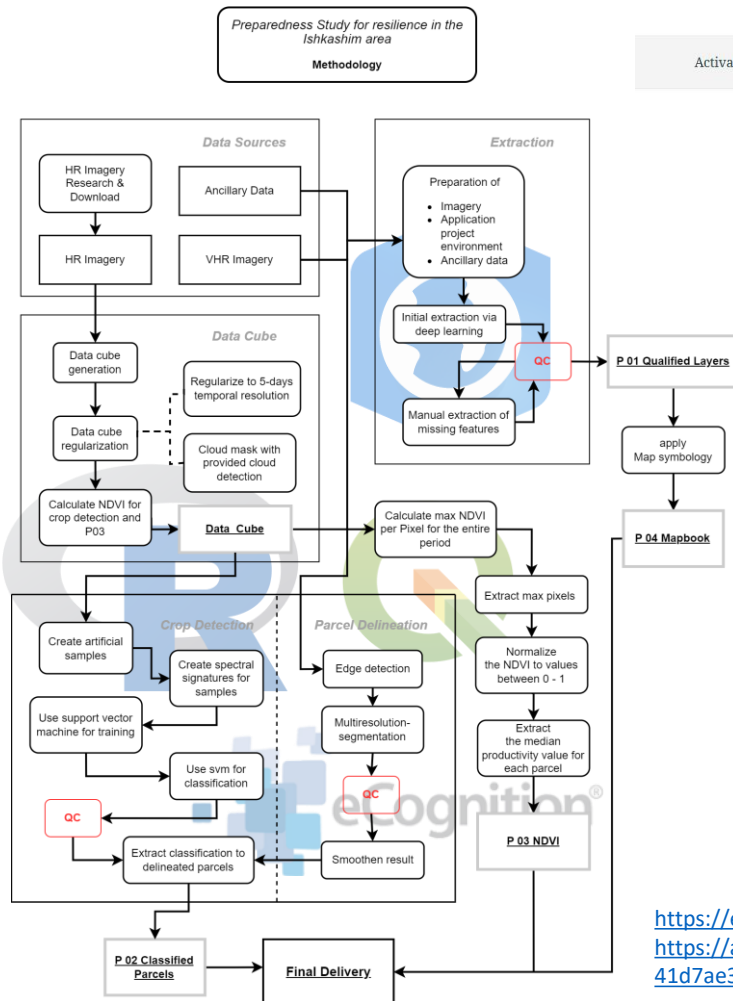 Preparedness Study for resilience in the
Ishkashim area
Methodology
Data Sources
HR Imagery
Research &
Download
HR Imagery
Ancillary Data
VHR Imagery
Extraction
Preparation of
• Imagery
• Application
project
environment
• Ancillary data
Initial extraction via
deep learning
QC
Manual extraction of
missing features
P 01 Qualified Layers
apply
Map symbology
P 04 Mapbook
Data Cube
Data cube
generation
Regularize to 5-days
temporal resolution
Data cube
regularization
Cloud mask with
provided cloud
detection
Calculate NDVI for
crop detection and
P03
Data Cube
Calculate max NDVI
per Pixel for the entire
period
Extract max pixels
Normalize
the NDVI to values
between 0 - 1
Extract
the median
productivity value for
each parcel
P 03 NDVI
Crop Detection
Create artificial
samples
Create spectral
signatures for
samples
Use support vector
machine for training
Use svm for
classification
QC
Extract classification to
delineated parcels
Parcel Delineation
Edge detection
Multiresolution-
segmentation
QC
Smoothen result
eCognition®
P 02 Classified
Parcels
Final Delivery
Activa
https://e
https://a
41d7ae3